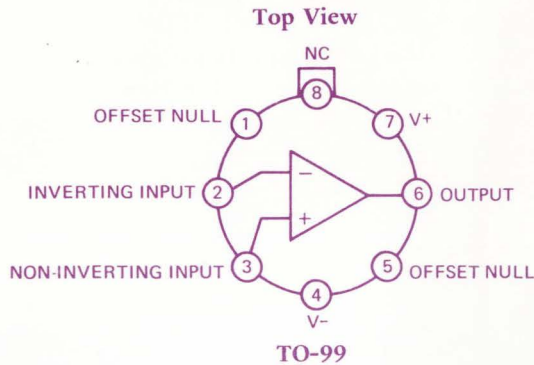 Top View
NC
8
OFFSET NULL 1
7 V+
INVERTING INPUT 2
−
6 OUTPUT
+
NON-INVERTING INPUT 3
5 OFFSET NULL
4
V−
TO-99